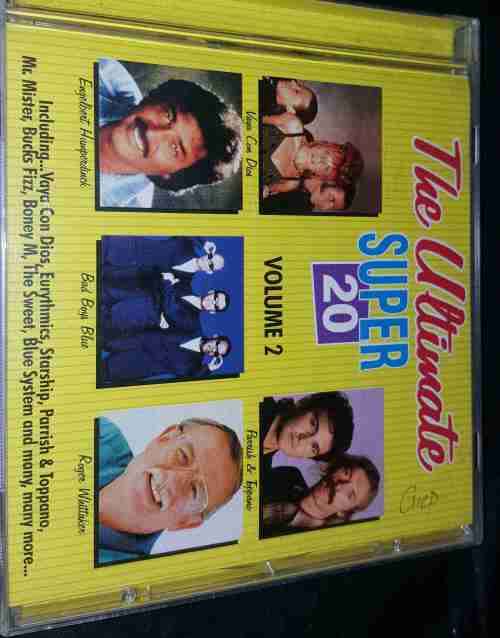 The Ultimate
SUPER
20
VOLUME 2
Vaya Con Dios
Parrish & Toppano
Engelbert Humperdinck
Bad Boys Blue
Roger Whittaker
Including...Vaya Con Dios, Eurythmics, Starship, Parrish & Toppano,
Mr. Mister, Bucks Fizz, Boney M, The Sweet, Blue System and many, many more...